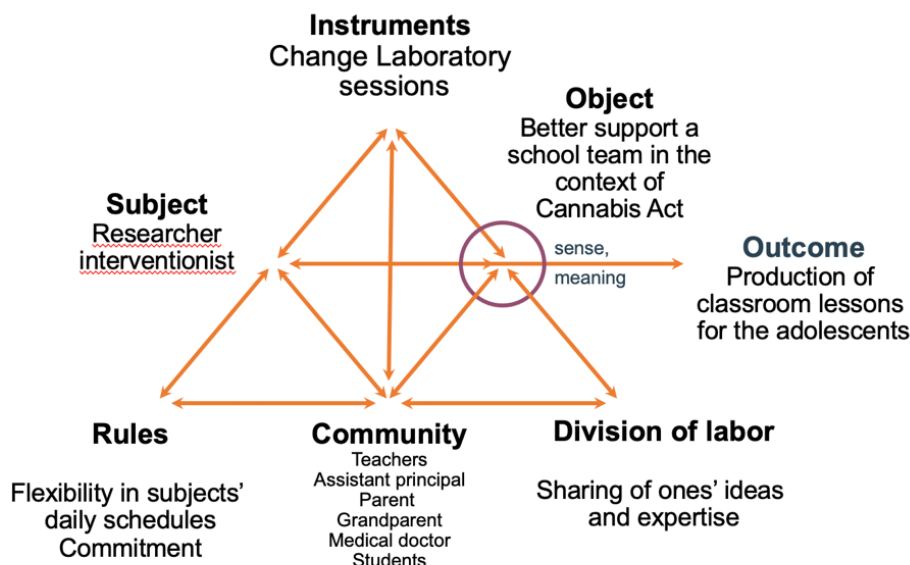 Instruments
Change Laboratory
sessions
Object
Better support a
school team in the
context of
Cannabis Act
Subject
Researcher
interventionist
sense,
meaning
Outcome
Production of
classroom lessons
for the adolescents
Rules
Flexibility in subjects’
daily schedules
Commitment
Community
Teachers
Assistant principal
Parent
Grandparent
Medical doctor
Students
Division of labor
Sharing of ones’ ideas
and expertise